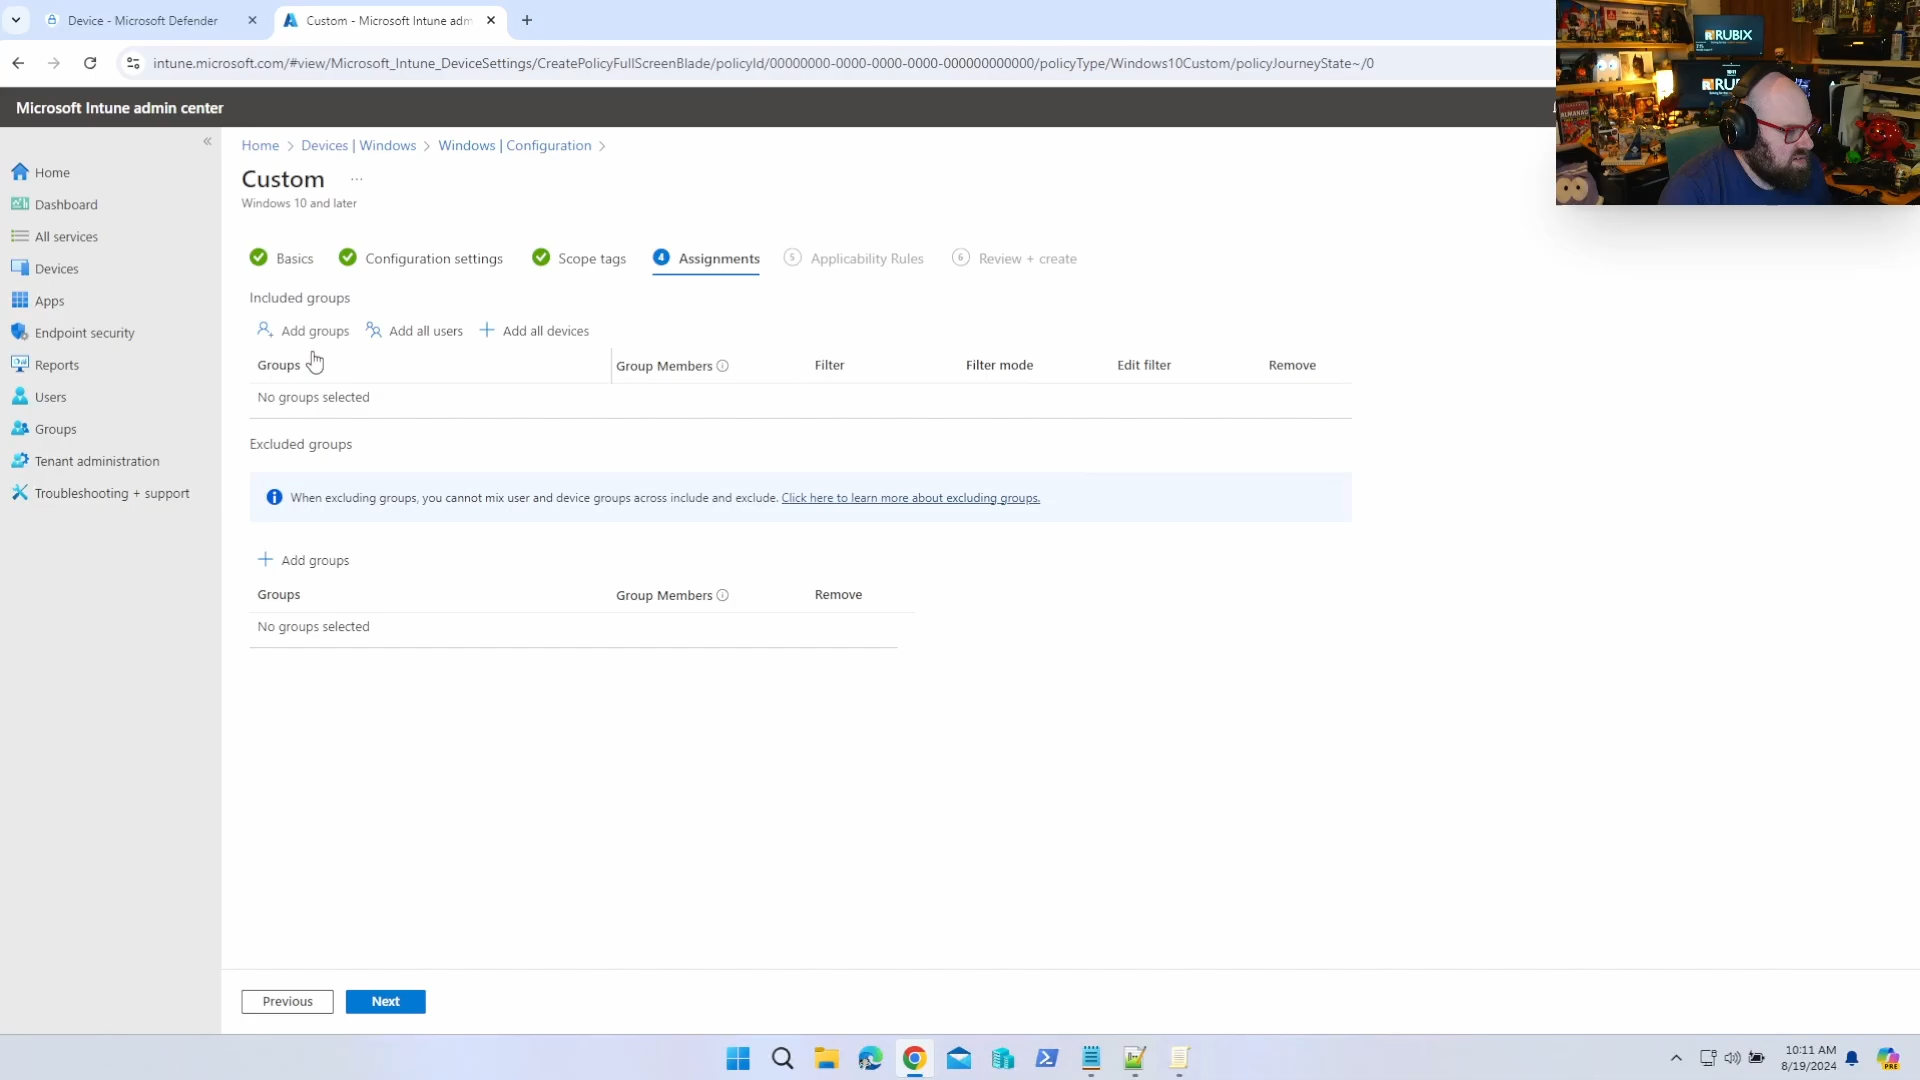 Device - Microsoft Defender
Custom - Microsoft Intune adm
intune.microsoft.com/#view/Microsoft_Intune_DeviceSettings/CreatePolicyFullScreenBlade/policyId/00000000-0000-0000-0000-000000000000/policyType/Windows10Custom/policyJourneyState~/0
RUBIX
Microsoft Intune admin center
Home > Devices | Windows > Windows | Configuration >
Custom ...
Windows 10 and later
Home
Dashboard
All services
Devices
Apps
Endpoint security
Reports
Users
Groups
Tenant administration
Troubleshooting + support
Basics
Configuration settings
Scope tags
4 Assignments
5 Applicability Rules
6 Review + create
Included groups
Add groups
Add all users
Add all devices
Groups
Group Members
Filter
Filter mode
Edit filter
Remove
No groups selected
Excluded groups
When excluding groups, you cannot mix user and device groups across include and exclude. Click here to learn more about excluding groups.
Add groups
Groups
Group Members
Remove
No groups selected
Previous
Next
10:11 AM
8/19/2024
PRE